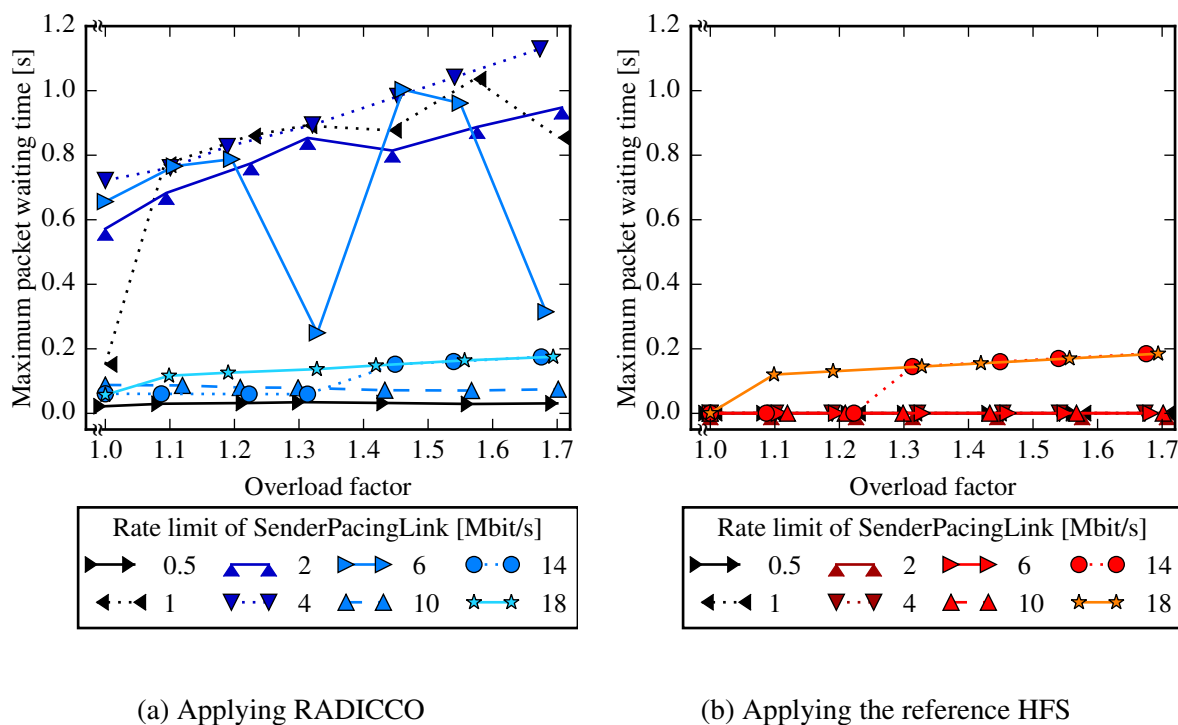 Maximum packet waiting time [s]
1.2
1.0
0.8
0.6
0.4
0.2
0.0
1.0 1.1 1.2 1.3 1.4 1.5 1.6 1.7
Overload factor
Rate limit of SenderPacingLink [Mbit/s]
0.5 2 6 14
1 4 10 18
(a) Applying RADICCO
Maximum packet waiting time [s]
1.2
1.0
0.8
0.6
0.4
0.2
0.0
1.0 1.1 1.2 1.3 1.4 1.5 1.6 1.7
Overload factor
Rate limit of SenderPacingLink [Mbit/s]
0.5 2 6 14
1 4 10 18
(b) Applying the reference HFS